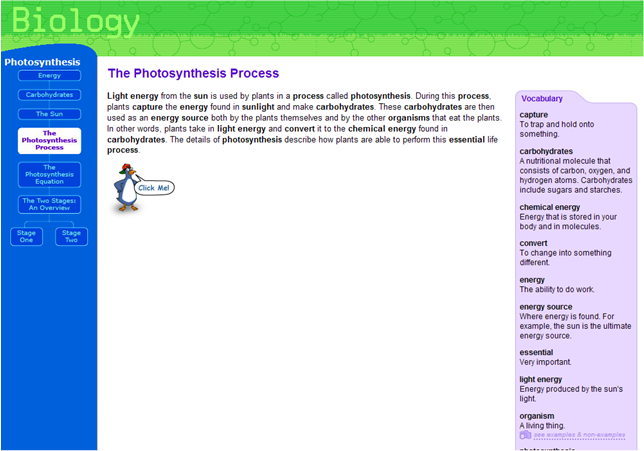 Biology
Photosynthesis
Energy
Carbohydrates
The Sun
The
Photosynthesis
Process
The
Photosynthesis
Equation
The Two Stages:
An Overview
Stage
One
Stage
Two
The Photosynthesis Process
Light energy from the sun is used by plants in a process called photosynthesis. During this process,
plants capture the energy found in sunlight and make carbohydrates. These carbohydrates are then
used as an energy source both by the plants themselves and by the other organisms that eat the plants.
In other words, plants take in light energy and convert it to the chemical energy found in
carbohydrates. The details of photosynthesis describe how plants are able to perform this essential life
process.
Click Me!
Vocabulary
capture
To trap and hold onto
something.
carbohydrates
A nutritional molecule that
consists of carbon, oxygen, and
hydrogen atoms. Carbohydrates
include sugars and starches.
chemical energy
Energy that is stored in your
body and in molecules.
convert
To change into something
different.
energy
The ability to do work.
energy source
Where energy is found. For
example, the sun is the ultimate
energy source.
essential
Very important.
light energy
Energy produced by the sun's
light.
organism
A living thing.
see examples & non-examples
photosynthesis